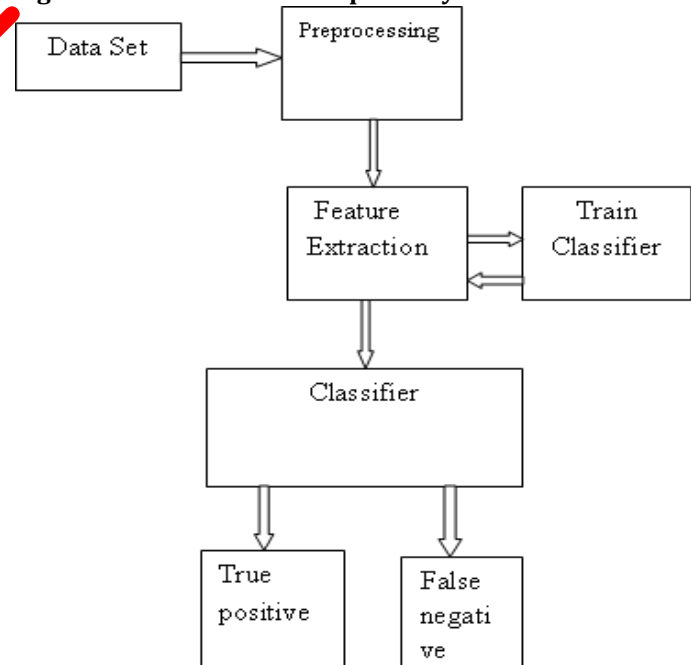 Data Set
Preprocessing
Feature
Extraction
Train
Classifier
Classifier
True
positive
False
negati
ve